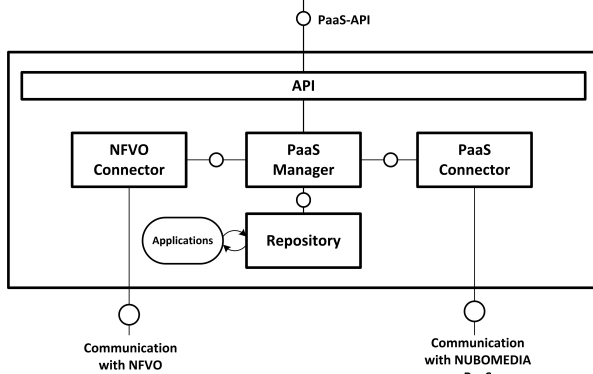 PaaS-API
API
NFVO
Connector
PaaS
Manager
PaaS
Connector
Applications
Repository
Communication
with NFVO
Communication
with NUBOMEDIA